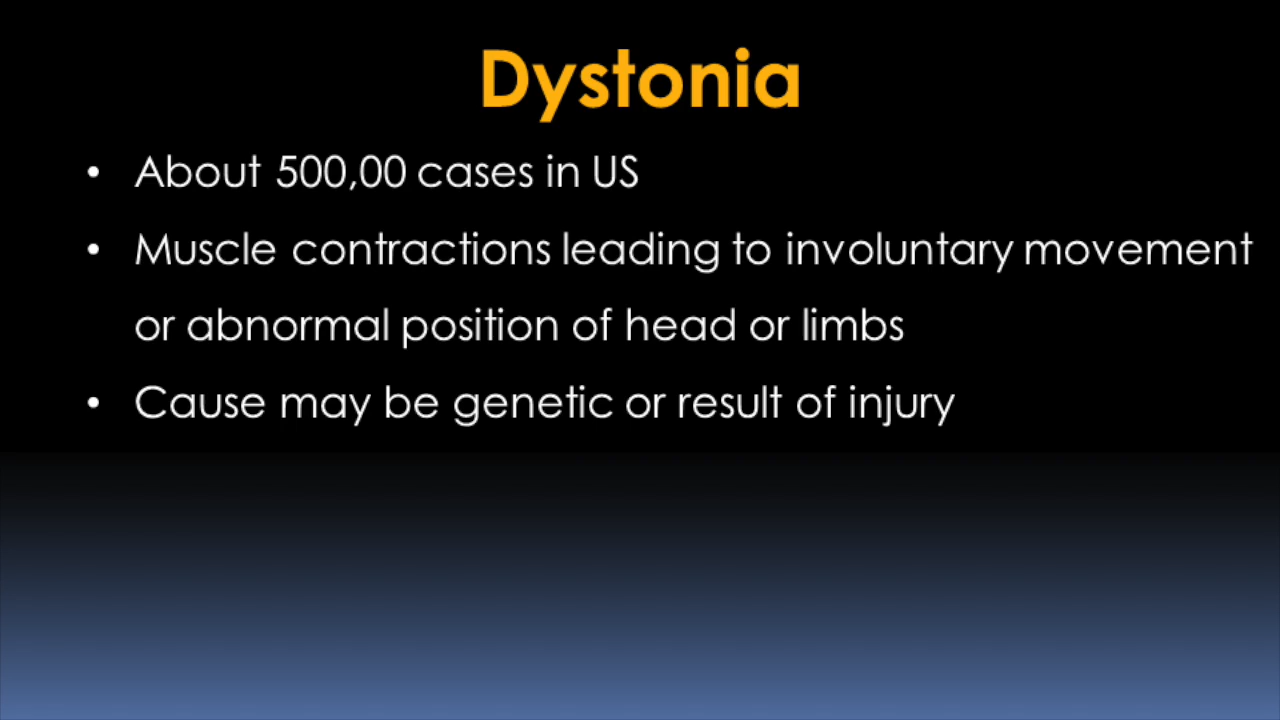 Dystonia
• About 500,00 cases in US
• Muscle contractions leading to involuntary movement
or abnormal position of head or limbs
• Cause may be genetic or result of injury